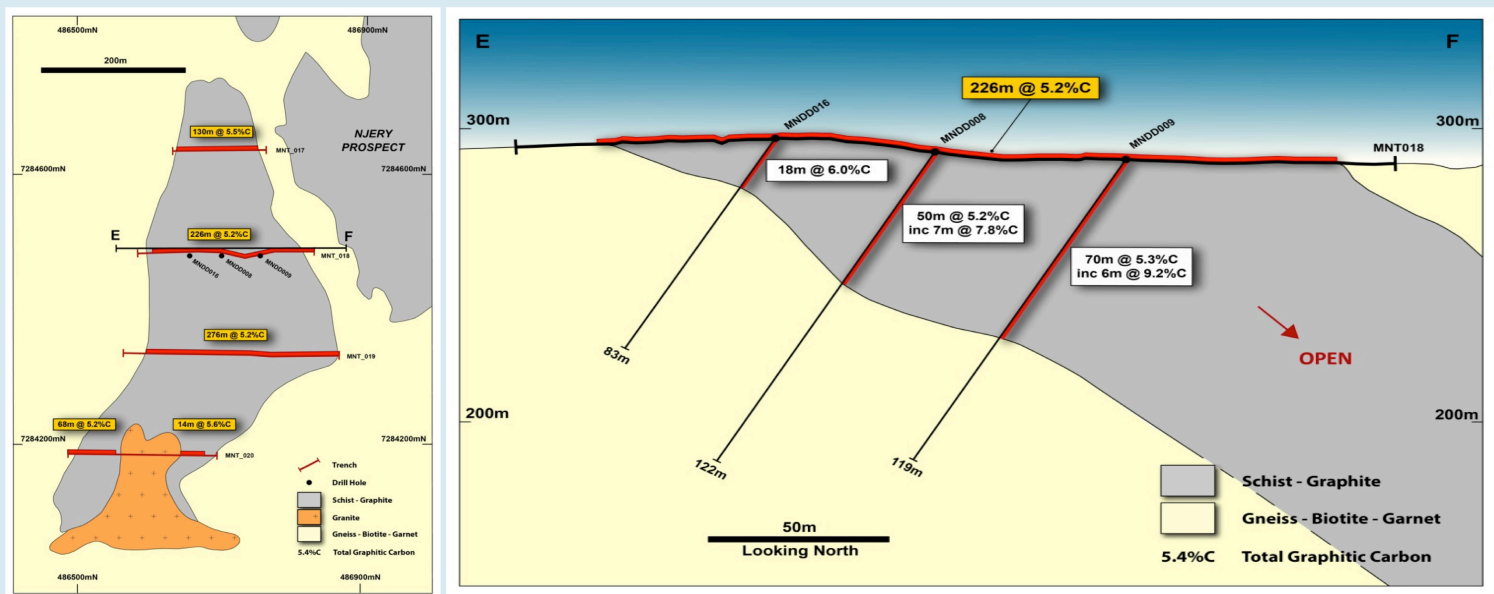 486500mN
486900mN
200m
130m @ 5.5%C
NJERY
PROSPECT
MNT_017
7284600mN
7284600mN
E
226m @ 5.2%C
F
MNT_018
MNDD016
MNDD008
MNDD009
276m @ 5.2%C
MNT_019
68m @ 5.2%C
14m @ 5.6%C
7284200mN
7284200mN
MNT_020
Trench
Drill Hole
Schist - Graphite
Granite
Gneiss - Biotite - Garnet
5.4%C Total Graphitic Carbon
486500mN
486900mN
E
F
226m @ 5.2%C
300m
MNDD016
MNDD008
MNDD009
300m
MNT018
18m @ 6.0%C
50m @ 5.2%C
inc 7m @ 7.8%C
70m @ 5.3%C
inc 6m @ 9.2%C
83m
OPEN
200m
200m
122m
119m
50m
Looking North
Schist - Graphite
Gneiss - Biotite - Garnet
5.4%C Total Graphitic Carbon